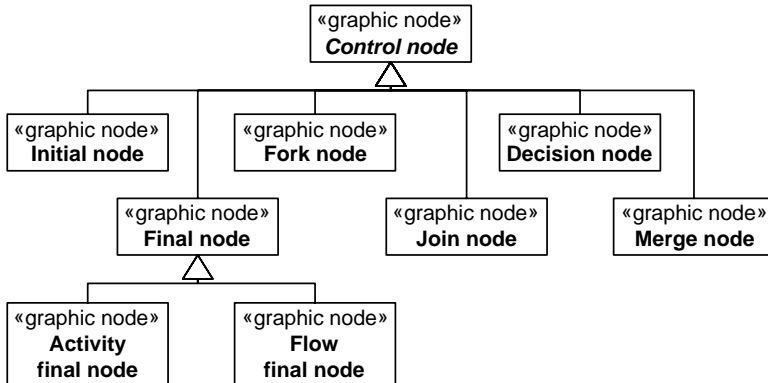 «graphic node»
Control node
«graphic node»
Initial node
«graphic node»
Fork node
«graphic node»
Decision node
«graphic node»
Final node
«graphic node»
Join node
«graphic node»
Merge node
«graphic node»
Activity
final node
«graphic node»
Flow
final node